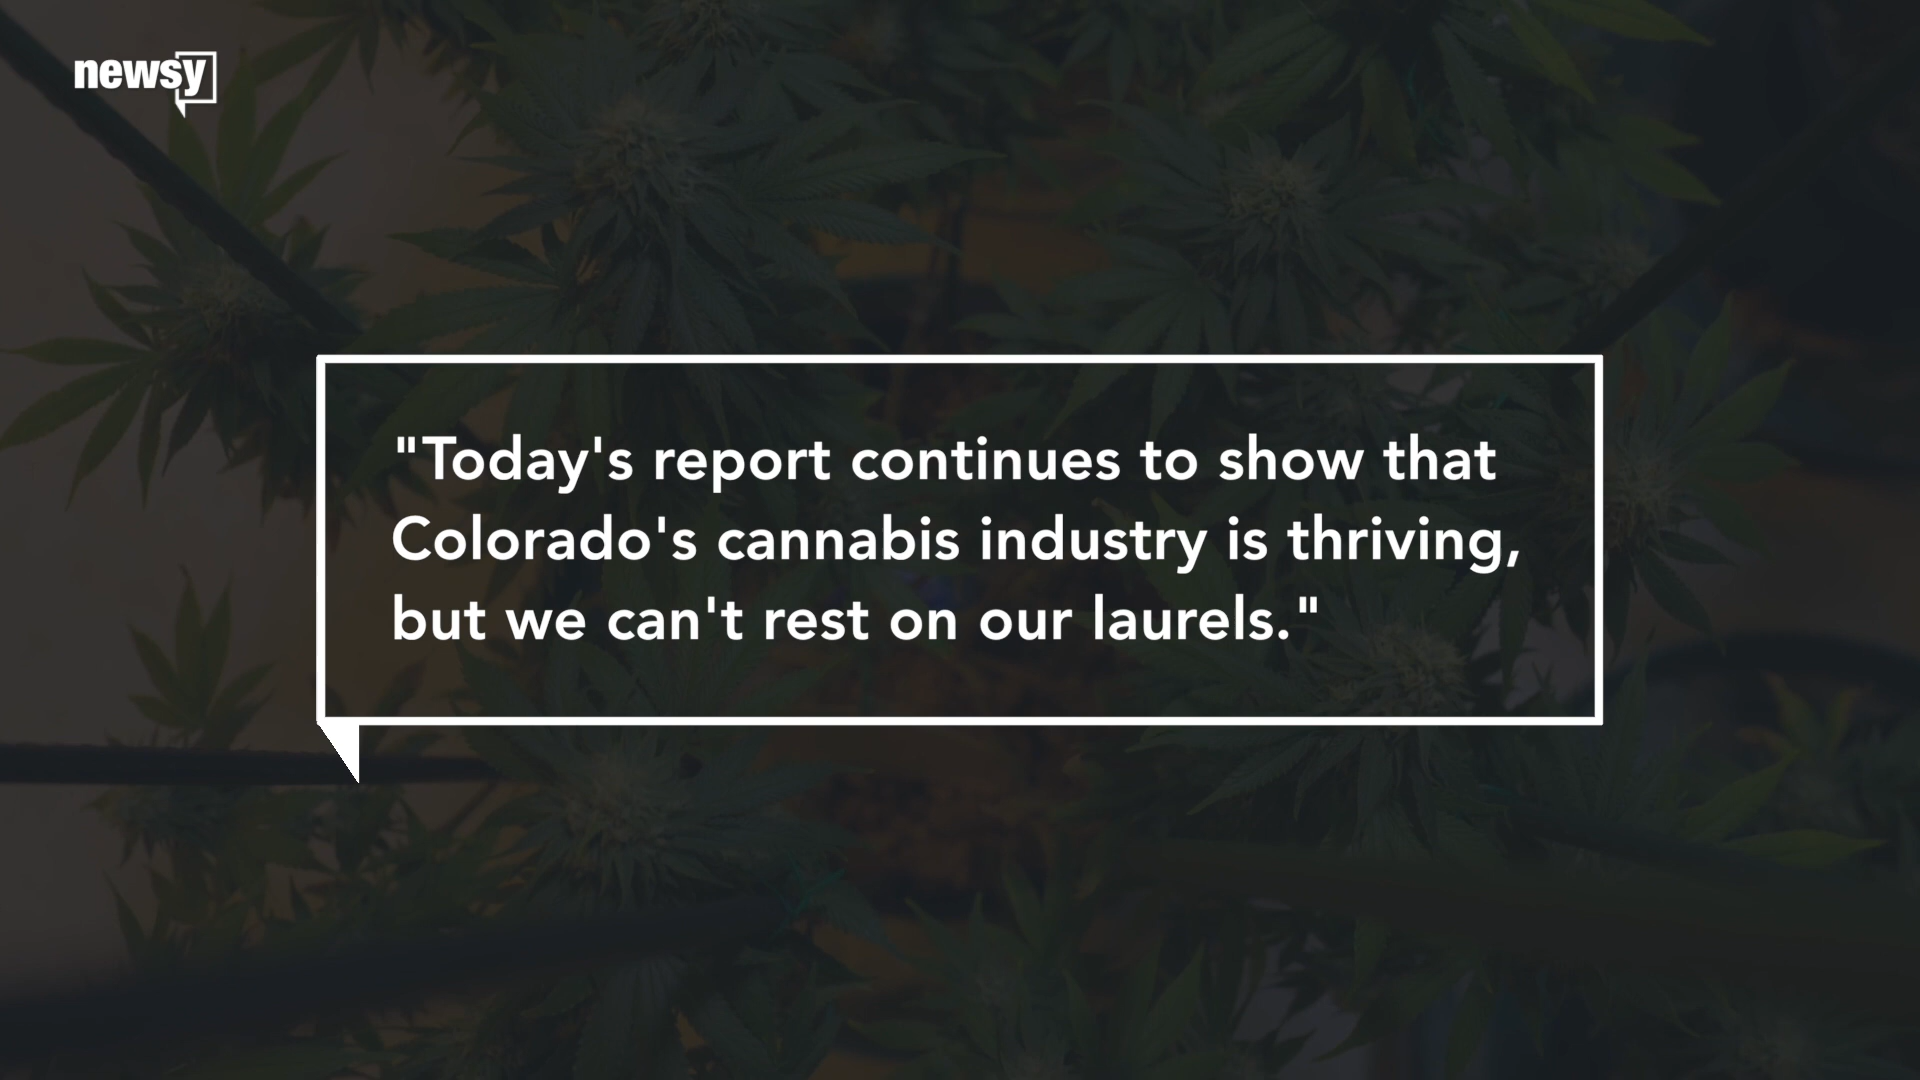 newsy
"Today's report continues to show that
Colorado's cannabis industry is thriving,
but we can't rest on our laurels."